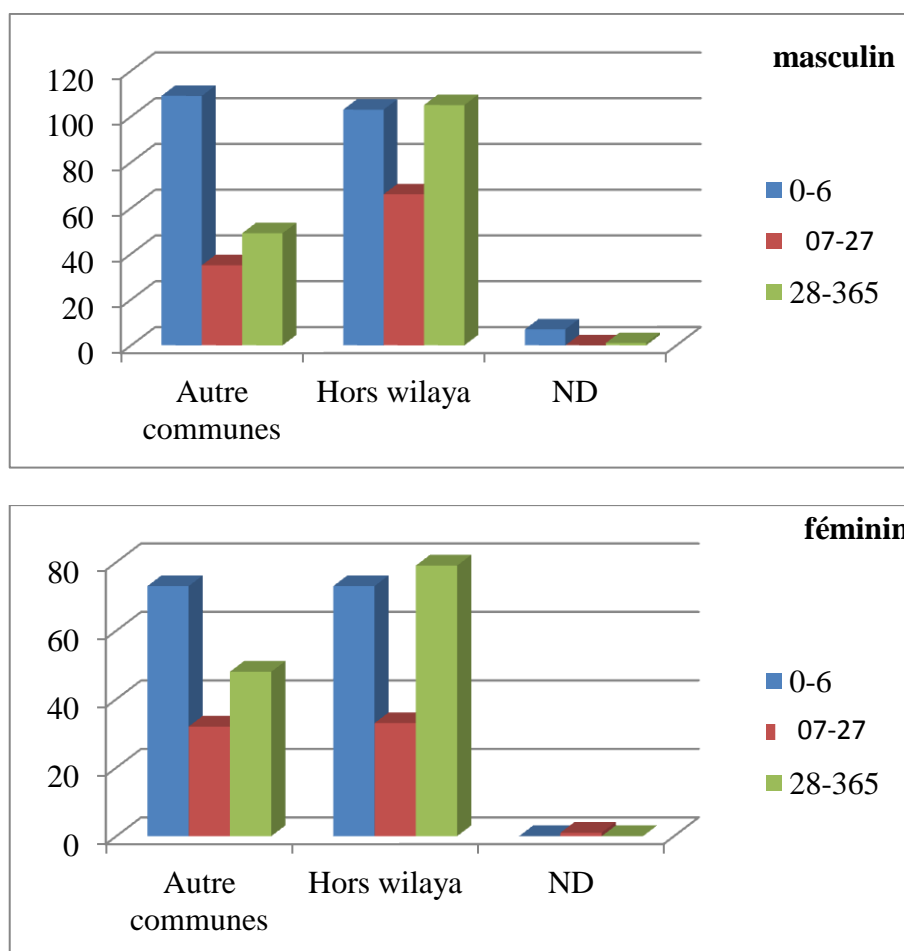 masculin
120
100
80
60
40
20
0
Autre communes
Hors wilaya
ND
0-6
07-27
28-365
féminin
80
60
40
20
0
Autre communes
Hors wilaya
ND
0-6
07-27
28-365